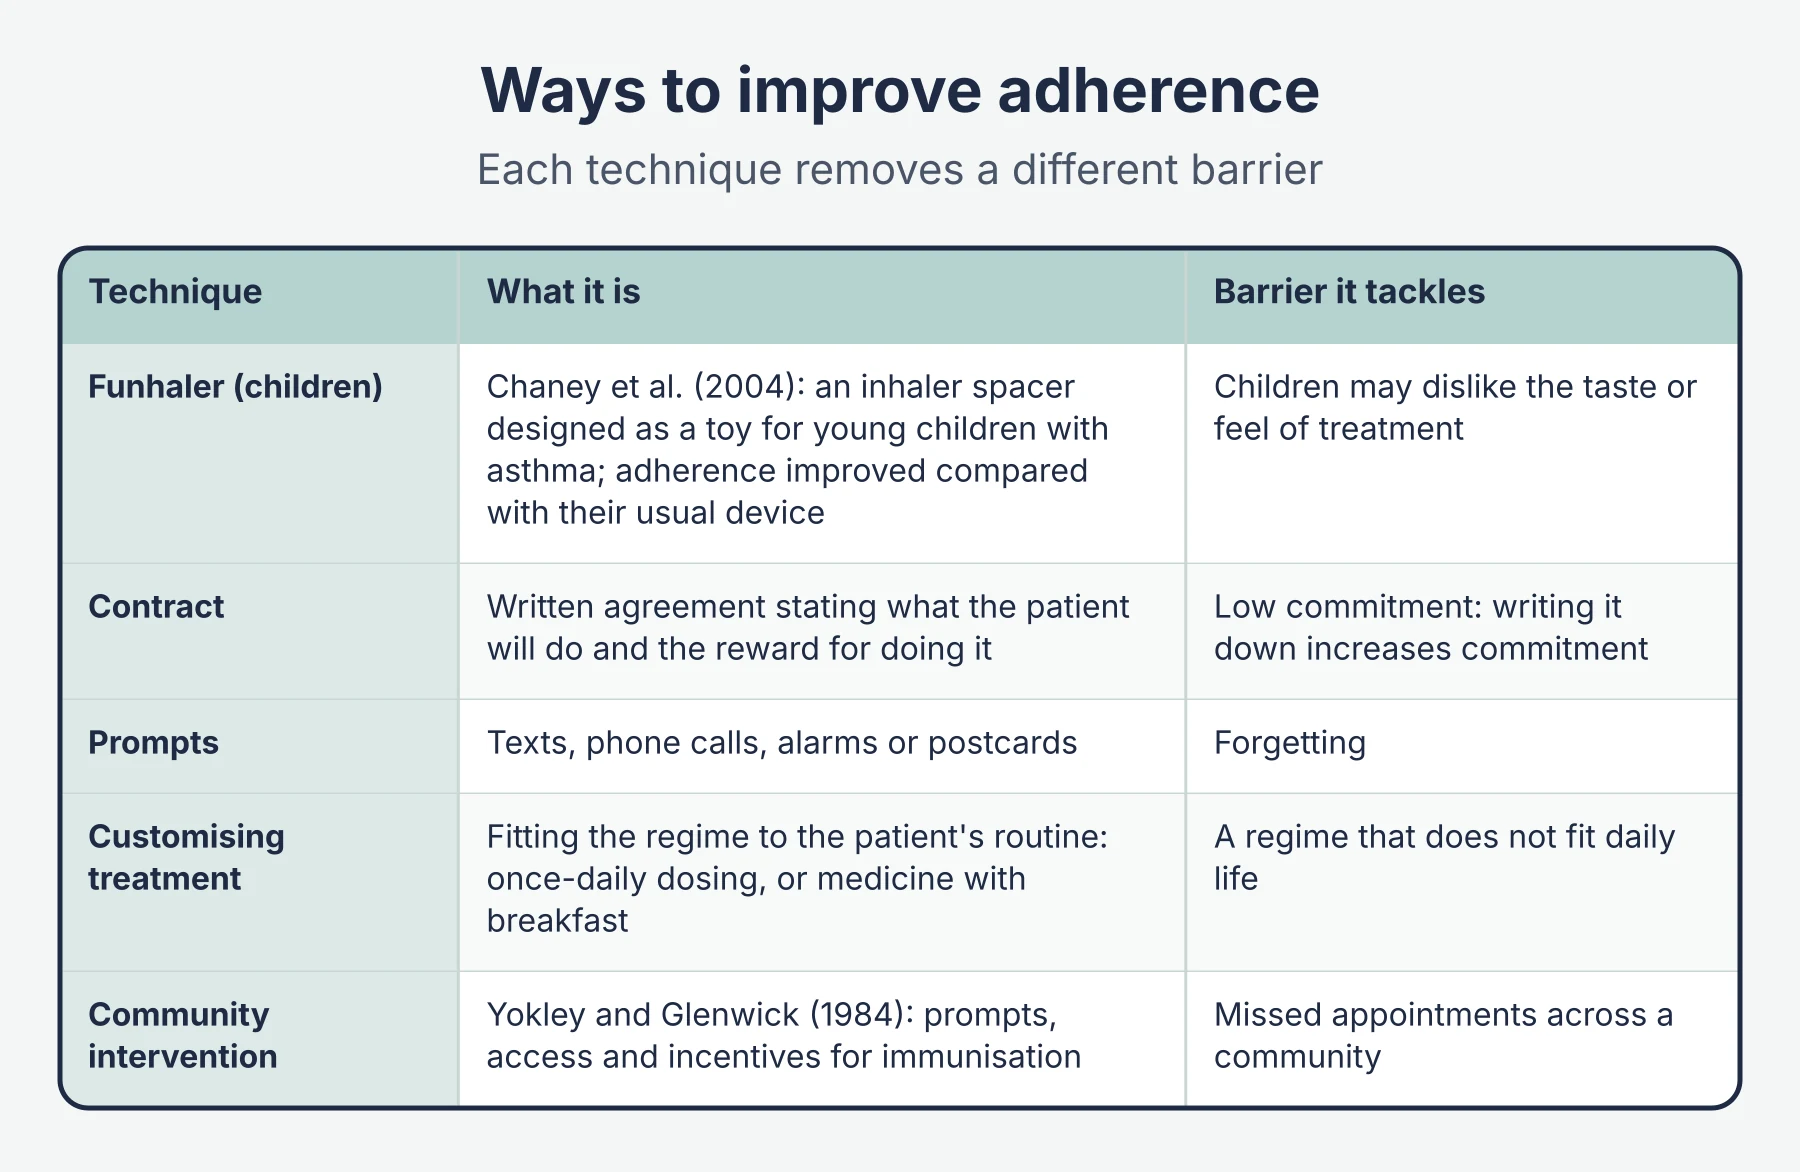 Ways to improve adherence
Each technique removes a different barrier
Technique
What it is
Barrier it tackles
Funhaler (children)
Chaney et al. (2004): an inhaler spacer
designed as a toy for young children with
asthma; adherence improved compared
with their usual device
Children may dislike the taste or
feel of treatment
Contract
Written agreement stating what the patient
will do and the reward for doing it
Low commitment: writing it
down increases commitment
Prompts
Texts, phone calls, alarms or postcards
Forgetting
Customising
treatment
Fitting the regime to the patient's routine:
once-daily dosing, or medicine with
breakfast
A regime that does not fit daily
life
Community
intervention
Yokley and Glenwick (1984): prompts,
access and incentives for immunisation
Missed appointments across a
community